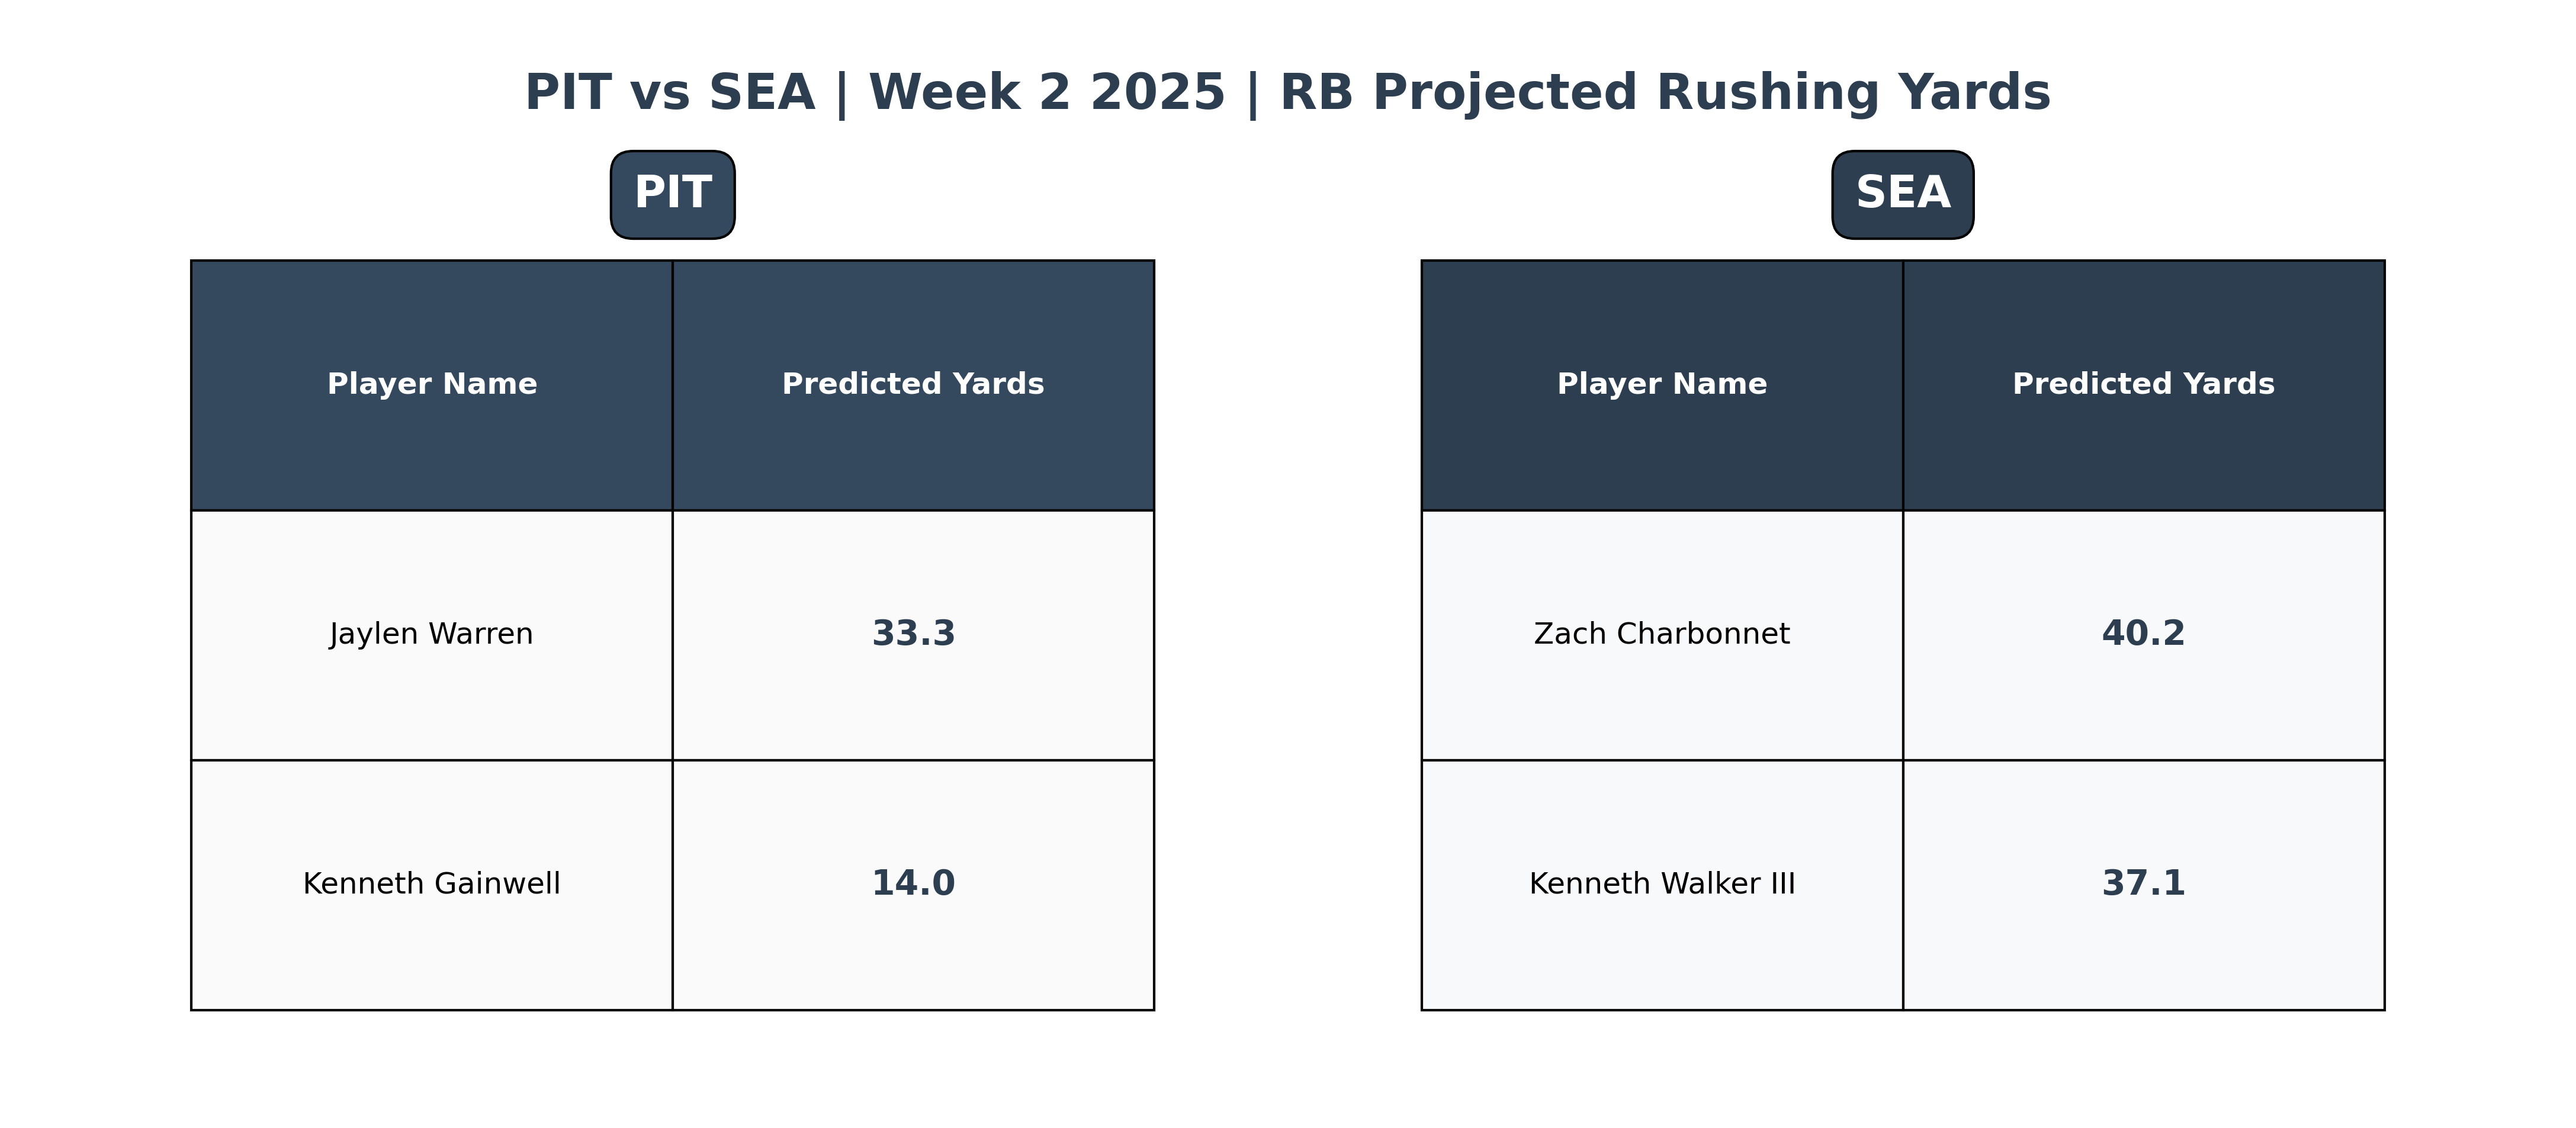 PIT vs SEA | Week 2 2025 | RB Projected Rushing Yards
PIT
Player Name Predicted Yards
Jaylen Warren 33.3
Kenneth Gainwell 14.0
SEA
Player Name Predicted Yards
Zach Charbonnet 40.2
Kenneth Walker III 37.1